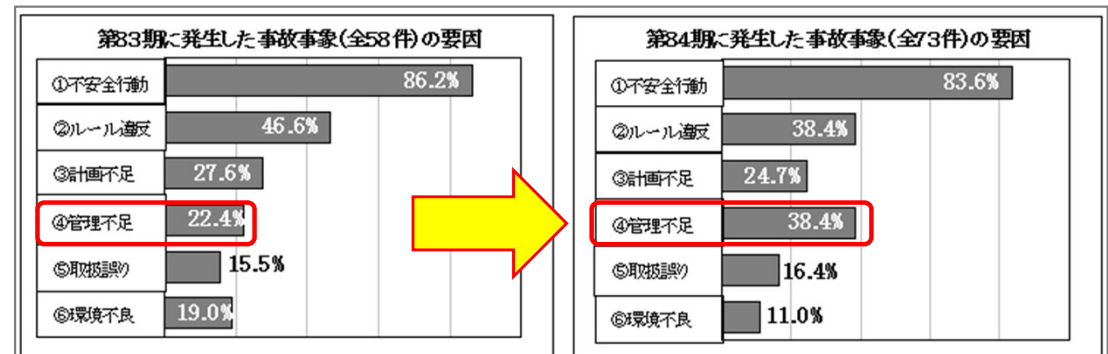 第83期に発生した事故事象(全58件)の要因
①不安全行動 86.2%
②ルール違反 46.6%
③計画不足 27.6%
④管理不足 22.4%
⑤取扱誤り 15.5%
⑥環境不良 19.0%
第84期に発生した事故事象(全73件)の要因
①不安全行動 83.6%
②ルール違反 38.4%
③計画不足 24.7%
④管理不足 38.4%
⑤取扱誤り 16.4%
⑥環境不良 11.0%